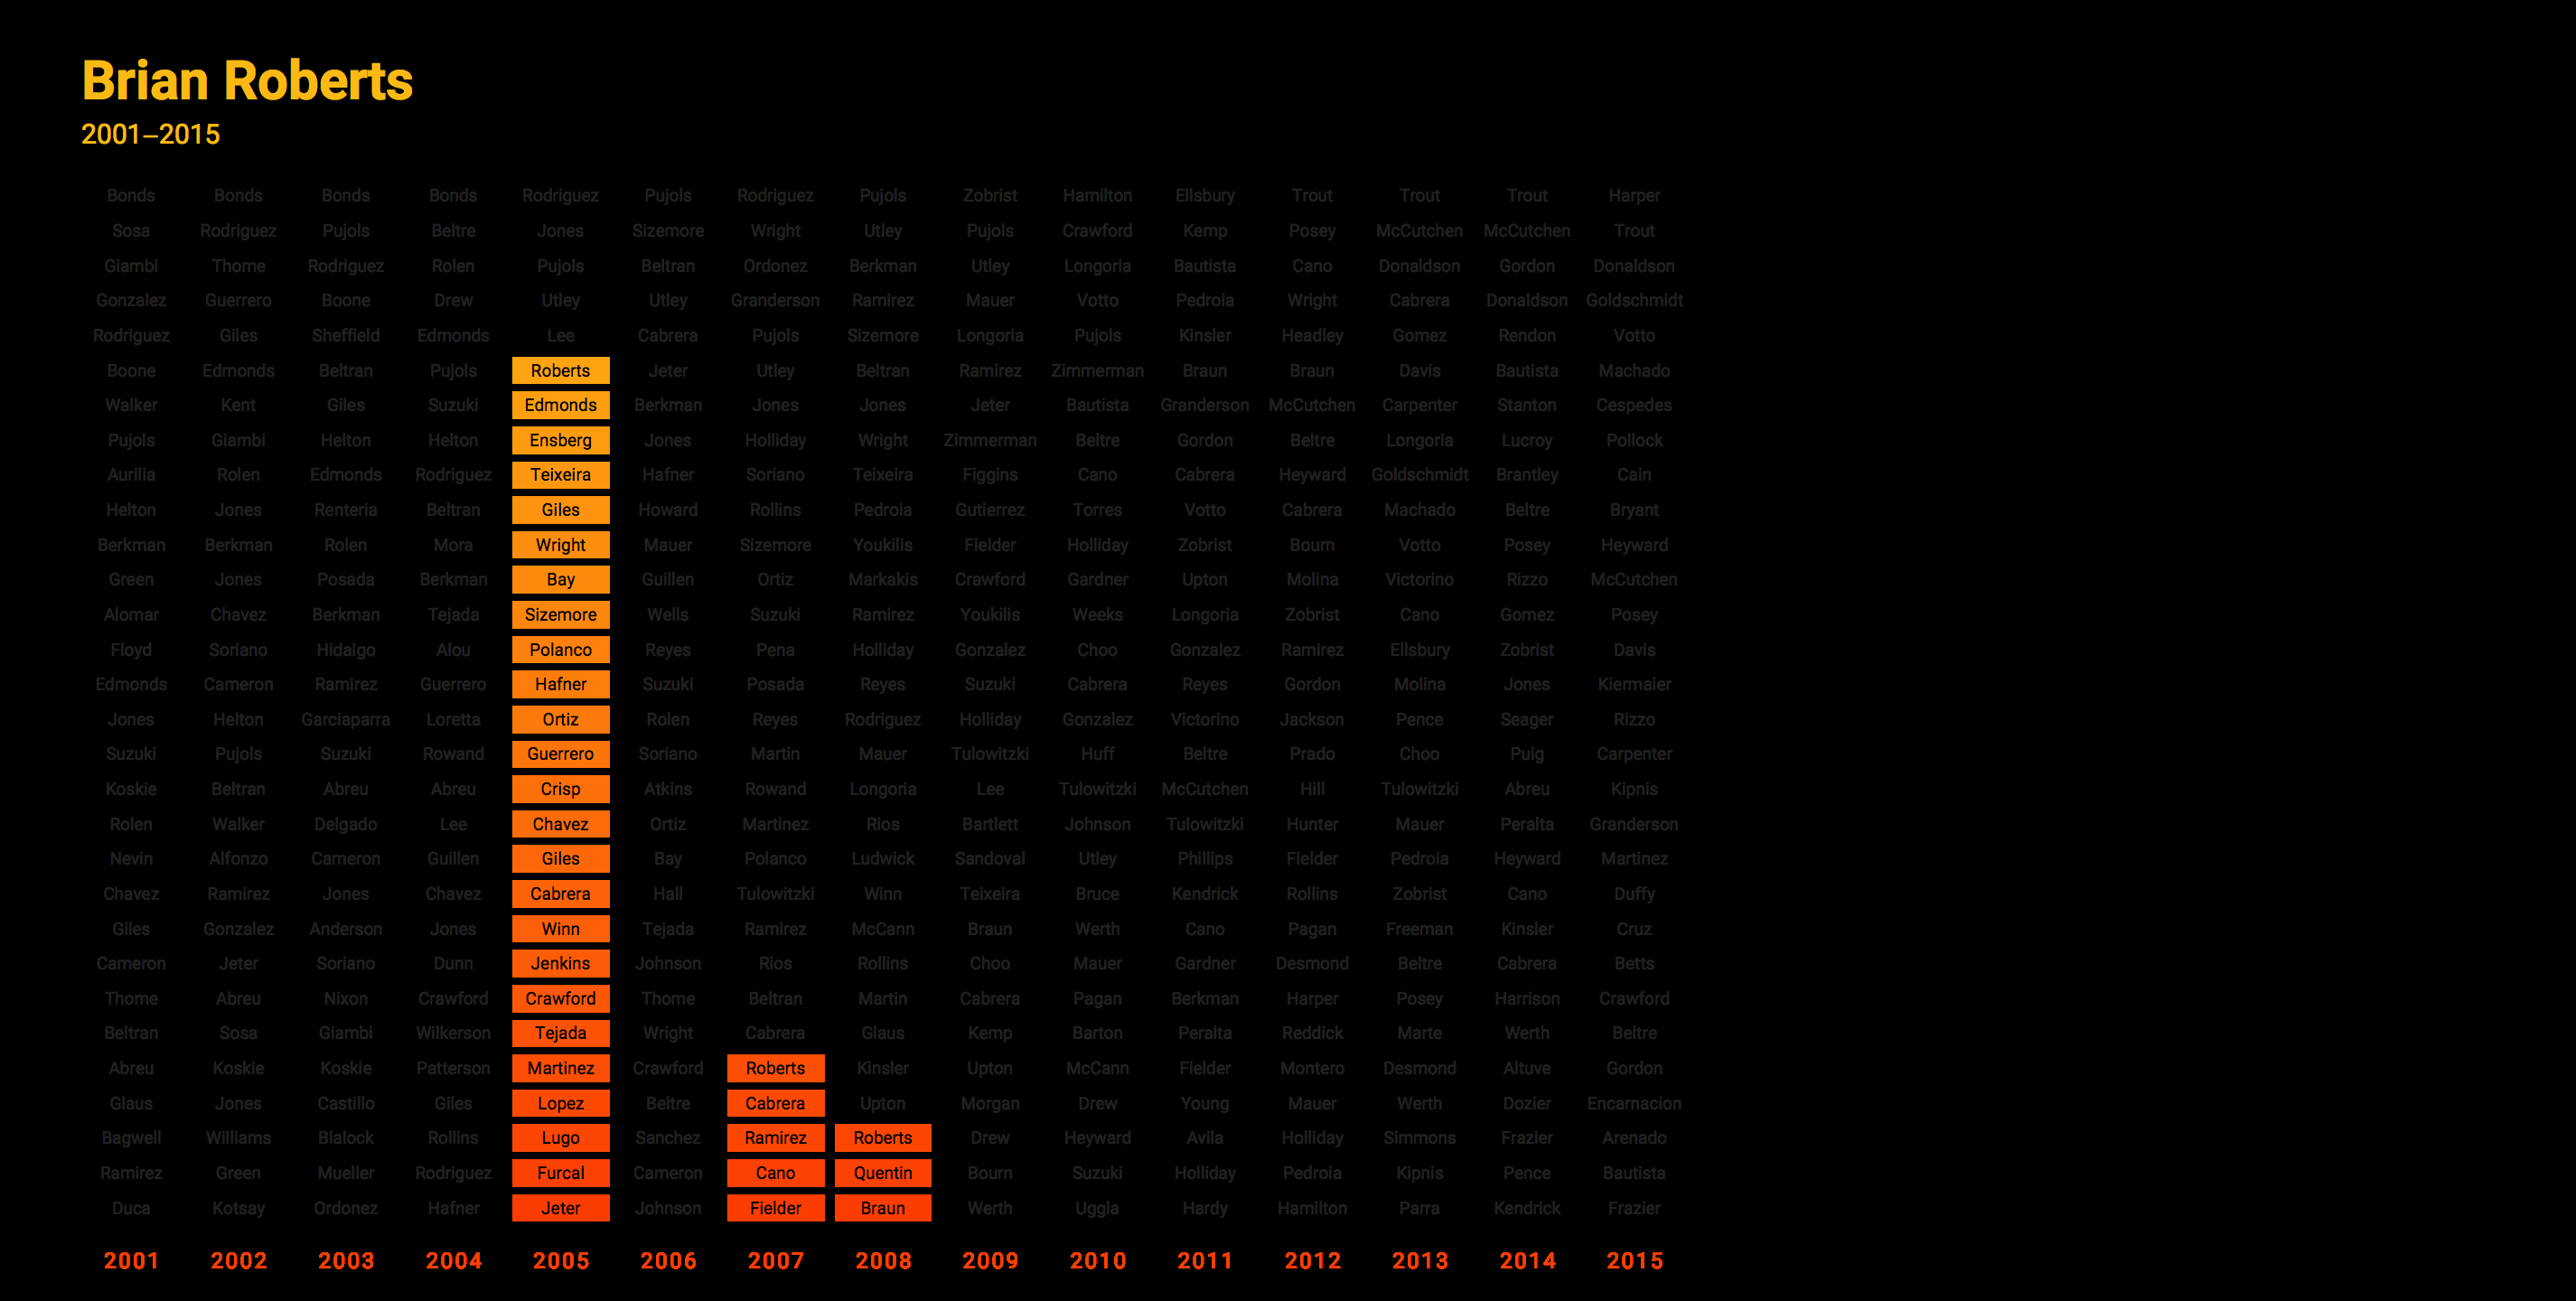 Brian Roberts
2001–2015
Bonds Bonds Bonds Bonds Rodriguez Pujols Rodriguez Pujols Zobrist Hamilton Ellsbury Trout Trout Trout Harper
Sosa Rodriguez Pujols Beltre Jones Sizemore Wright Utley Pujols Crawford Kemp Posey McCutchen McCutchen Trout
Giambi Thome Rodriguez Rolen Pujols Beltran Ordonez Berkman Utley Longoria Bautista Cano Donaldson Gordon Donaldson
Gonzalez Guerrero Boone Drew Utley Utley Granderson Ramirez Mauer Votto Pedroia Wright Cabrera Donaldson Goldschmidt
Rodriguez Giles Sheffield Edmonds Lee Cabrera Pujols Sizemore Longoria Pujols Kinsler Headley Gomez Rendon Votto
Boone Edmonds Beltran Pujols Roberts Jeter Utley Beltran Ramirez Zimmerman Braun Braun Davis Bautista Machado
Walker Kent Giles Suzuki Edmonds Berkman Jones Jones Jeter Bautista Granderson McCutchen Carpenter Stanton Cespedes
Pujols Giambi Helton Helton Ensberg Jones Holliday Wright Zimmerman Beltre Gordon Beltre Longoria Lucroy Pollock
Aurilia Rolen Edmonds Rodriguez Teixeira Hafner Soriano Teixeira Figgins Cano Cabrera Heyward Goldschmidt Brantley Cain
Helton Jones Renteria Beltran Giles Howard Rollins Pedroia Gutierrez Torres Votto Cabrera Machado Beltre Bryant
Berkman Berkman Rolen Mora Wright Mauer Sizemore Youkilis Fielder Holliday Zobrist Bourn Votto Posey Heyward
Green Jones Posada Berkman Bay Guillen Ortiz Markakis Crawford Gardner Upton Molina Victorino Rizzo McCutchen
Alomar Chavez Berkman Tejada Sizemore Wells Suzuki Ramirez Youkilis Weeks Longoria Zobrist Cano Gomez Posey
Floyd Soriano Hidalgo Alou Polanco Reyes Pena Holliday Gonzalez Choo Gonzalez Ramirez Ellsbury Zobrist Davis
Edmonds Cameron Ramirez Guerrero Hafner Suzuki Posada Reyes Suzuki Cabrera Reyes Gordon Molina Jones Kiermaier
Jones Helton Garciaparra Loretta Ortiz Rolen Reyes Rodriguez Holliday Gonzalez Victorino Jackson Pence Seager Rizzo
Suzuki Pujols Suzuki Rowand Guerrero Soriano Martin Mauer Tulowitzki Huff Beltre Prado Choo Puig Carpenter
Koskie Beltran Abreu Abreu Crisp Atkins Rowand Longoria Lee Tulowitzki McCutchen Hill Tulowitzki Abreu Kipnis
Rolen Walker Delgado Lee Chavez Ortiz Martinez Rios Bartlett Johnson Tulowitzki Hunter Mauer Peralta Granderson
Nevin Alfonzo Cameron Guillen Giles Bay Polanco Ludwick Sandoval Utley Phillips Fielder Pedroia Heyward Martinez
Chavez Ramirez Jones Chavez Cabrera Hall Tulowitzki Winn Teixeira Bruce Kendrick Rollins Zobrist Cano Duffy
Giles Gonzalez Anderson Jones Winn Tejada Ramirez McCann Braun Werth Cano Pagan Freeman Kinsler Cruz
Cameron Jeter Soriano Dunn Jenkins Johnson Rios Rollins Choo Mauer Gardner Desmond Beltre Cabrera Betts
Thome Abreu Nixon Crawford Crawford Thome Beltran Martin Cabrera Pagan Berkman Harper Posey Harrison Crawford
Beltran Sosa Giambi Wilkerson Tejada Wright Cabrera Glaus Kemp Barton Peralta Reddick Marte Werth Beltre
Abreu Koskie Koskie Patterson Martinez Crawford Roberts Kinsler Upton McCann Fielder Montero Desmond Altuve Gordon
Glaus Jones Castillo Giles Lopez Beltre Cabrera Upton Morgan Drew Young Mauer Werth Dozier Encarnacion
Bagwell Williams Blalock Rollins Lugo Sanchez Ramirez Roberts Drew Heyward Avila Holliday Simmons Frazier Arenado
Ramirez Green Mueller Rodriguez Furcal Cameron Cano Quentin Bourn Suzuki Holliday Pedroia Kipnis Pence Bautista
Duca Kotsay Ordonez Hafner Jeter Johnson Fielder Braun Werth Uggla Hardy Hamilton Parra Kendrick Frazier
2001 2002 2003 2004 2005 2006 2007 2008 2009 2010 2011 2012 2013 2014 2015